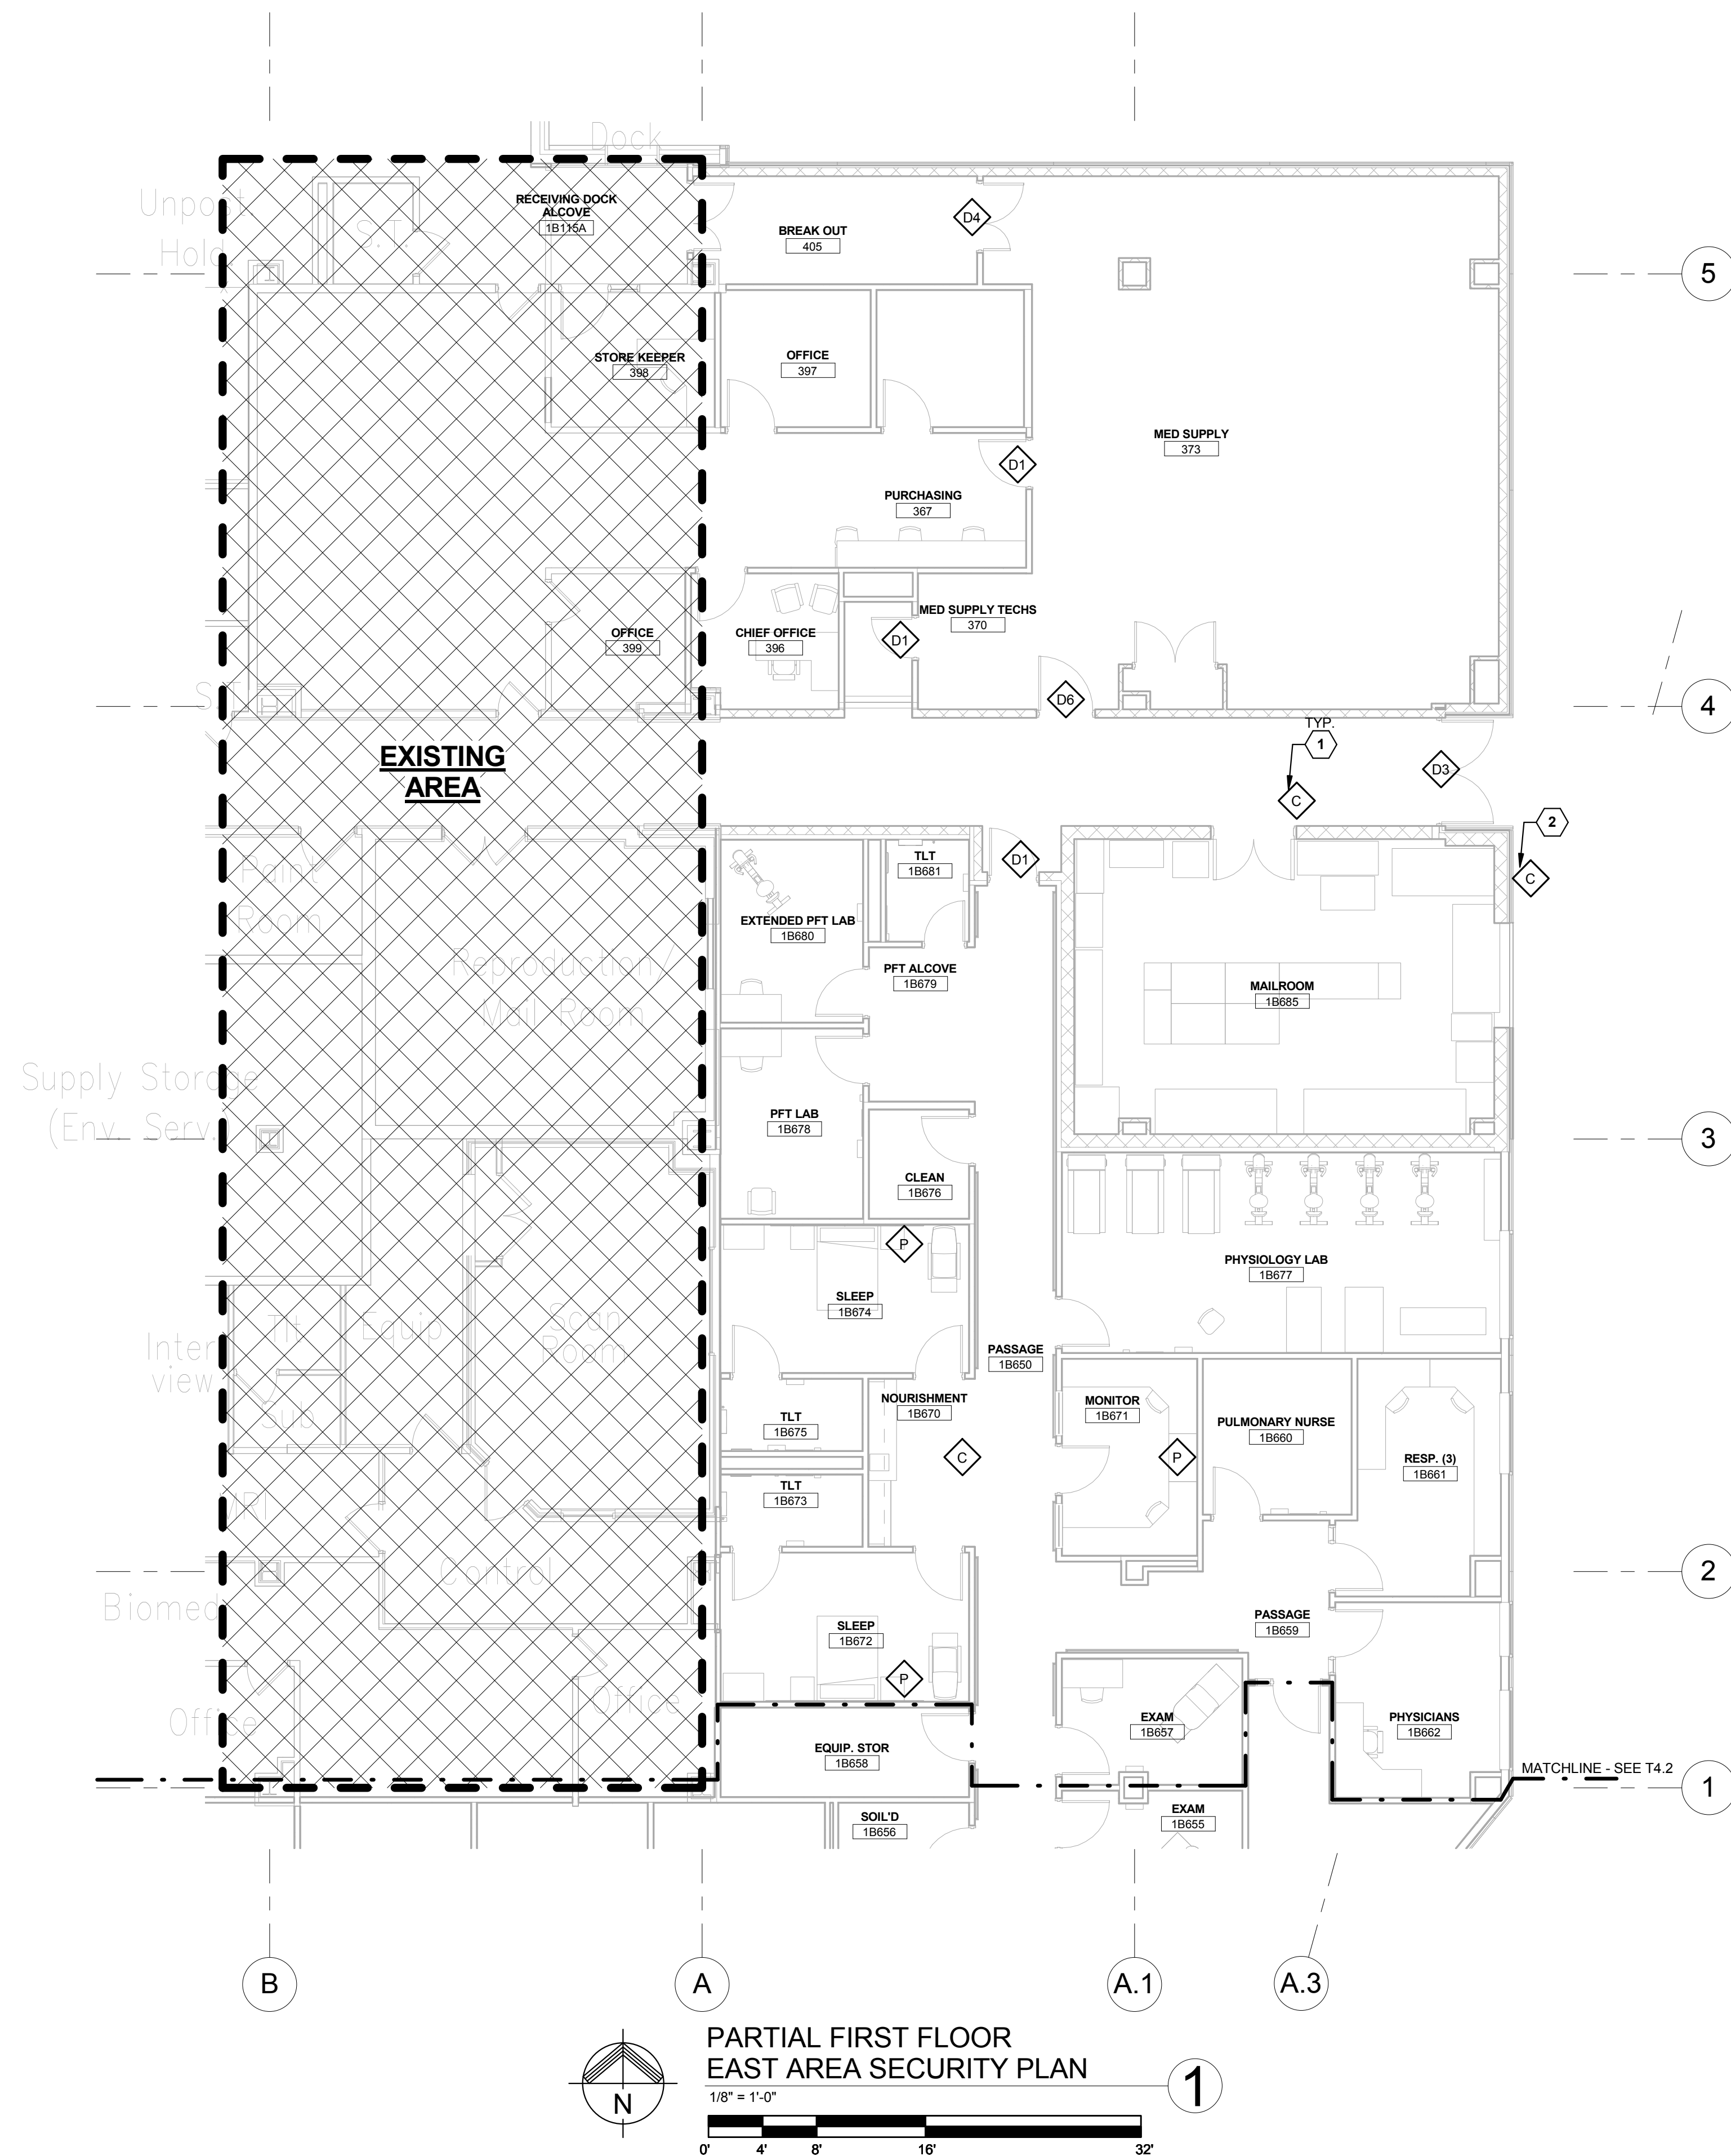 Dock
Unpost
Hold
S.T.
RECEIVING DOCK
ALCOVE
1B115A
BREAK OUT
405
D4
5
STORE KEEPER
398
OFFICE
397
MED SUPPLY
373
D1
PURCHASING
367
OFFICE
399
CHIEF OFFICE
396
D1
MED SUPPLY TECHS
370
D6
S.T.
4
TYP.
1
EXISTING
AREA
D3
C
2
C
Paint
Room
Reproduction/
Mail Room
TLT
1B681
D1
EXTENDED PFT LAB
1B680
PFT ALCOVE
1B679
MAILROOM
1B685
Supply Storage
(Env. Serv.)
PFT LAB
1B678
3
CLEAN
1B676
P
PHYSIOLOGY LAB
1B677
SLEEP
1B674
Inter
view
Tlt
Equip
Scan
Room
Sub
PASSAGE
1B650
NOURISHMENT
1B670
MONITOR
1B671
TLT
1B675
PULMONARY NURSE
1B660
C
P
RESP. (3)
1B661
TLT
1B673
MRI
Control
2
Biomed
SLEEP
1B672
PASSAGE
1B659
P
Office
Office
EXAM
1B657
PHYSICIANS
1B662
EQUIP. STOR
1B658
MATCHLINE - SEE T4.2
1
SOIL'D
1B656
EXAM
1B655
B
A
A.1
A.3
N
PARTIAL FIRST FLOOR
EAST AREA SECURITY PLAN
1
1/8" = 1'-0"
0' 4' 8' 16' 32'